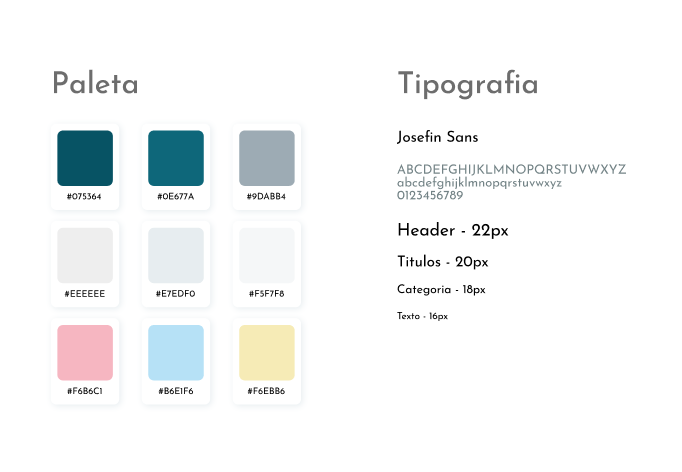 Paleta
#075364
#0E677A
#9DABB4
#EEEEEE
#E7EDF0
#F5F7F8
#F6B6C1
#B6E1F6
#F6EBB6
Tipografia
Josefin Sans
ABCDEFGHIJKLMNOPQRSTUVWXYZ
abcdefghijklmnopqrstuvwxyz
0123456789
Header - 22px
Titulos - 20px
Categoria - 18px
Texto - 16px